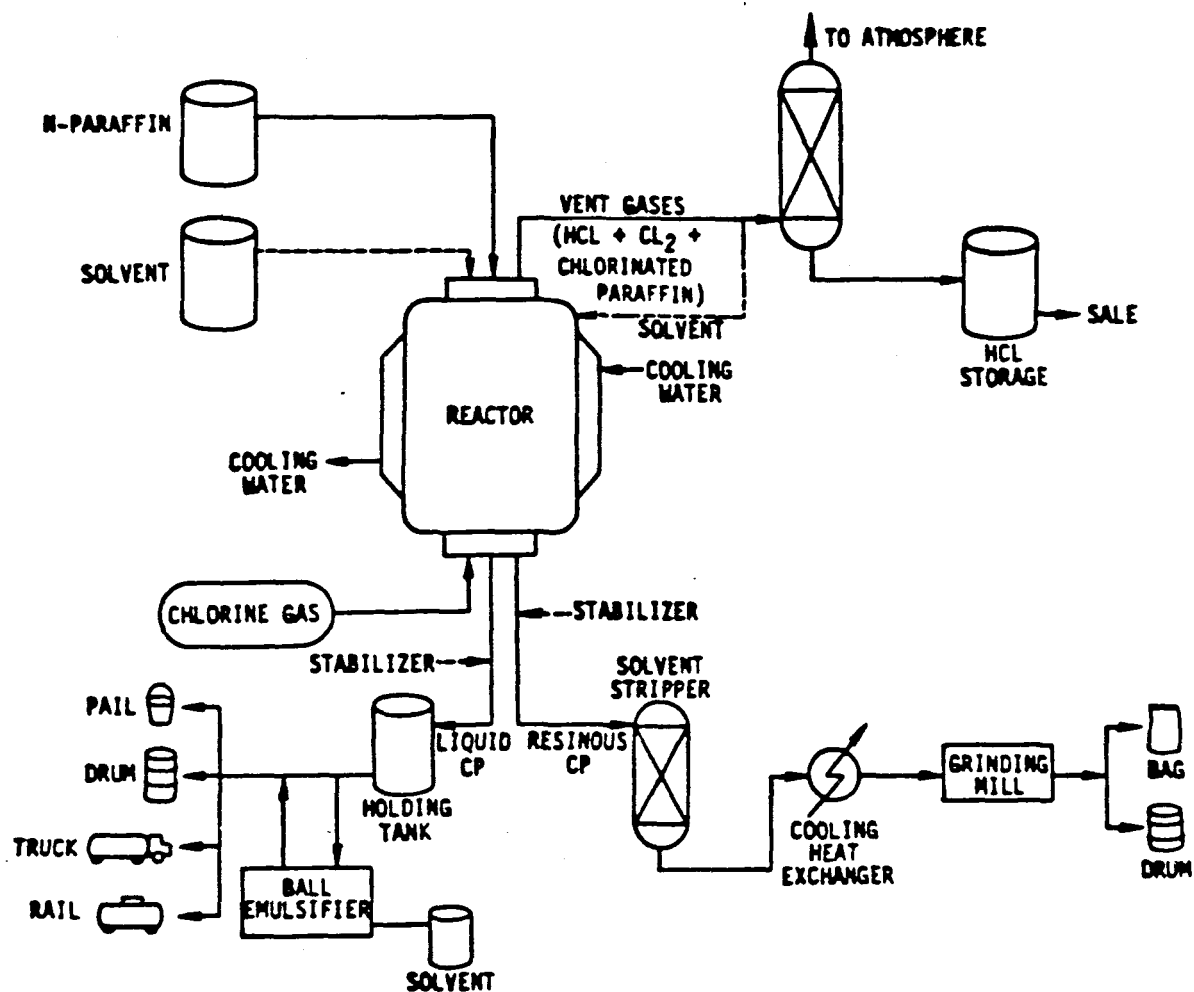 TO ATMOSPHERE
N-PARAFFIN
SOLVENT
VENT GASES
(HCL + CL2 +
CHLORINATED
PARAFFIN)
SOLVENT
COOLING
WATER
REACTOR
HCL
STORAGE
SALE
COOLING
WATER
CHLORINE GAS
STABILIZER
STABILIZER
SOLVENT
STRIPPER
PAIL
DRUM
TRUCK
RAIL
LIQUID
CP
RESINOUS
CP
HOLDING
TANK
BALL
EMULSIFIER
SOLVENT
COOLING
HEAT
EXCHANGER
GRINDING
MILL
BAG
DRUM